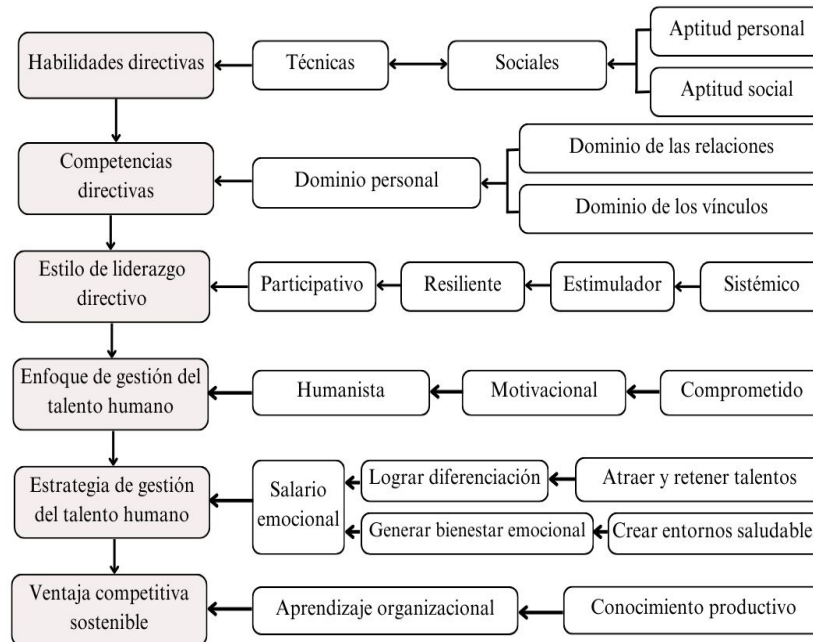 Habilidades directivas
Técnicas
Sociales
Aptitud personal
Aptitud social
Competencias
directivas
Dominio personal
Dominio de las relaciones
Dominio de los vínculos
Estilo de liderazgo
directivo
Participativo
Resiliente
Estimulador
Sistémico
Enfoque de gestión del
talento humano
Humanista
Motivacional
Comprometido
Estrategia de gestión
del talento humano
Salario
emocional
Lograr diferenciación
Atraer y retener talentos
Generar bienestar emocional
Crear entornos saludable
Ventaja competitiva
sostenible
Aprendizaje organizacional
Conocimiento productivo